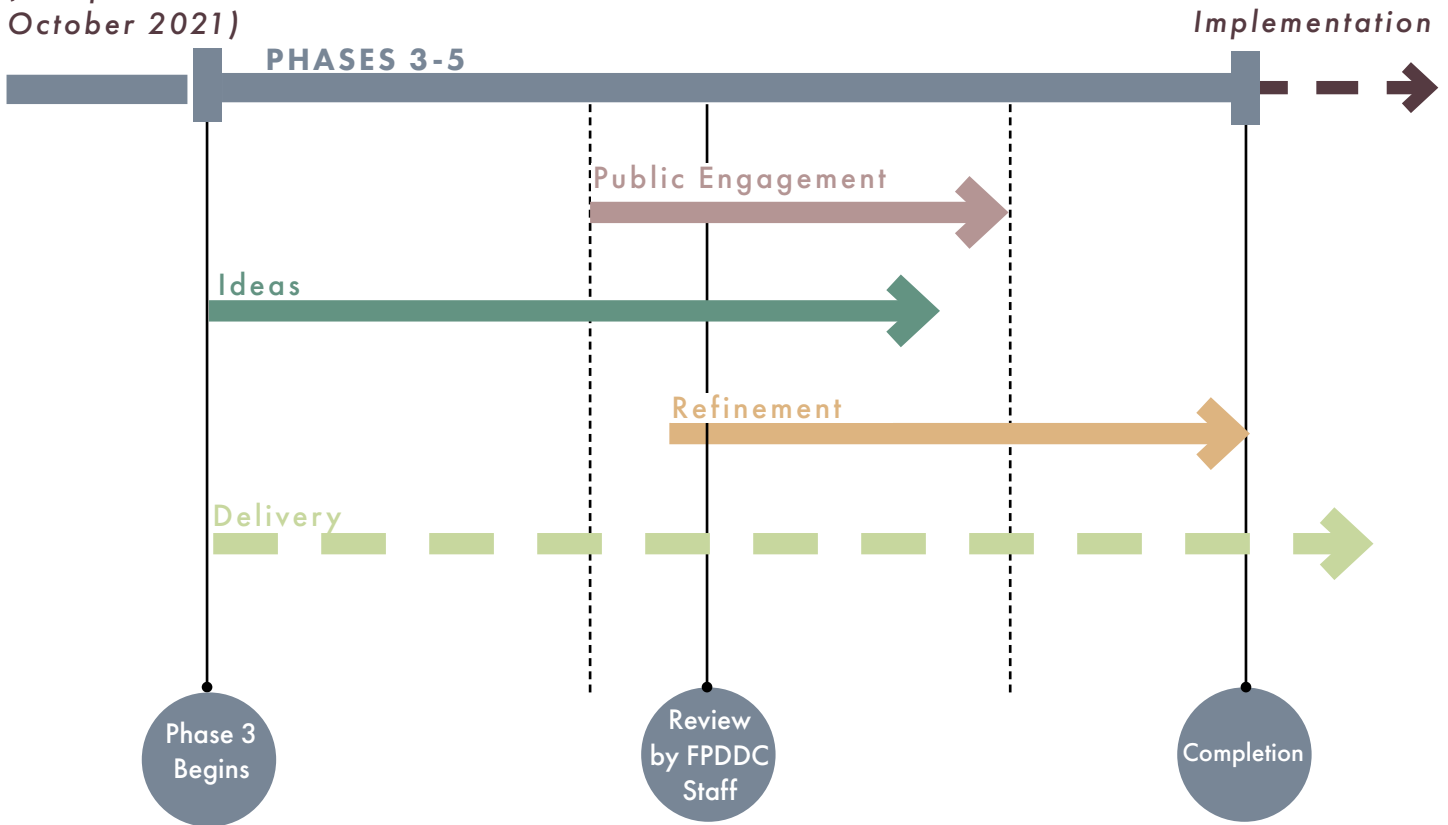 October 2021)
Implementation
PHASES 3-5
Public Engagement
Ideas
Refinement
Delivery
Phase 3
Begins
Review
by FPDDC
Staff
Completion